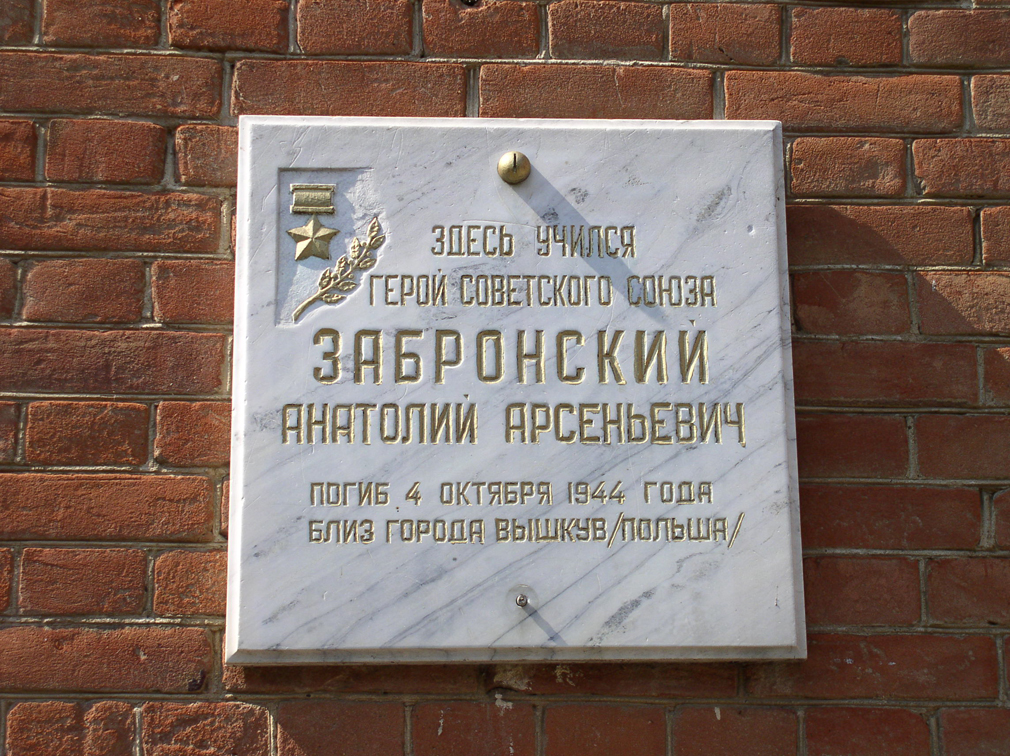 ЗДЕСЬ УЧИЛСЯ
ГЕРОЙ СОВЕТСКОГО СОЮЗА
ЗАБРОНСКИЙ
АНАТОЛИЙ АРСЕНЬЕВИЧ
ПОГИБ 4 ОКТЯБРЯ 1944 ГОДА
БЛИЗ ГОРОДА ВЫШКУВ/ПОЛЬША/